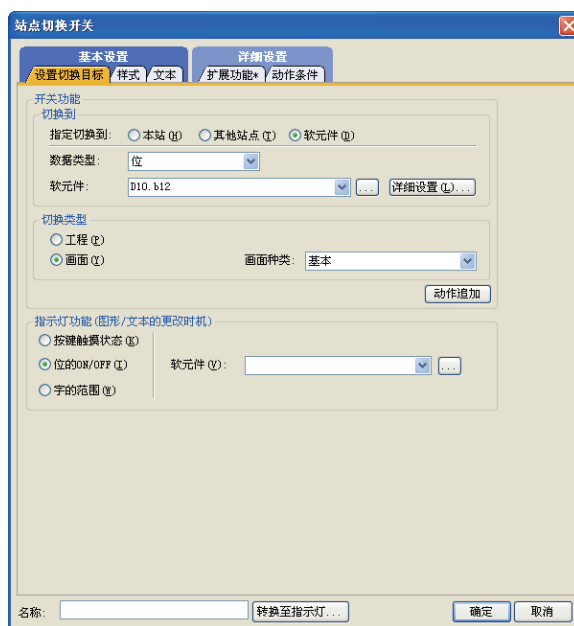 站点切换开关
基本设置 详细设置
设置切换目标 样式 文本 扩展功能* 动作条件
开关功能
切换到
指定切换到: 本站(H) 其他站点(T) 软元件(D)
数据类型: 位
软元件: D10.b12 ... 详细设置(L)...
切换类型
工程(P)
画面(Y) 画面种类: 基本
动作追加
指示灯功能(图形/文本的更改时机)
按键触摸状态(K)
位的ON/OFF(I) 软元件(V): ...
字的范围(W)
名称: 转换至指示灯... 确定 取消